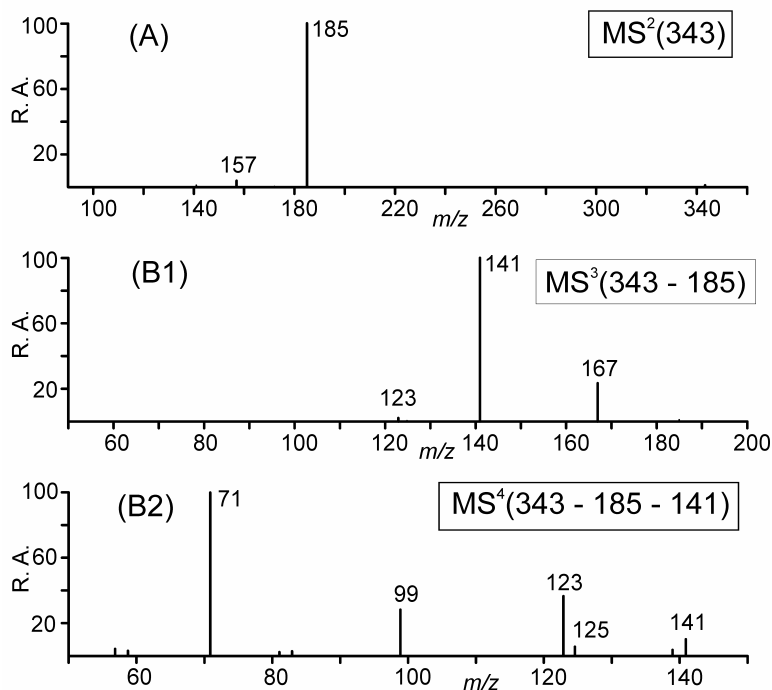 (A)
MS²(343)
R. A.
100
60
20
185
157
100 140 180 220 260 300 340
m/z
(B1)
MS³(343 - 185)
R. A.
100
60
20
141
167
123
60 80 100 120 140 160 180 200
m/z
(B2)
MS⁴(343 - 185 - 141)
R. A.
100
60
20
71
99
123
125
141
60 80 100 120 140
m/z